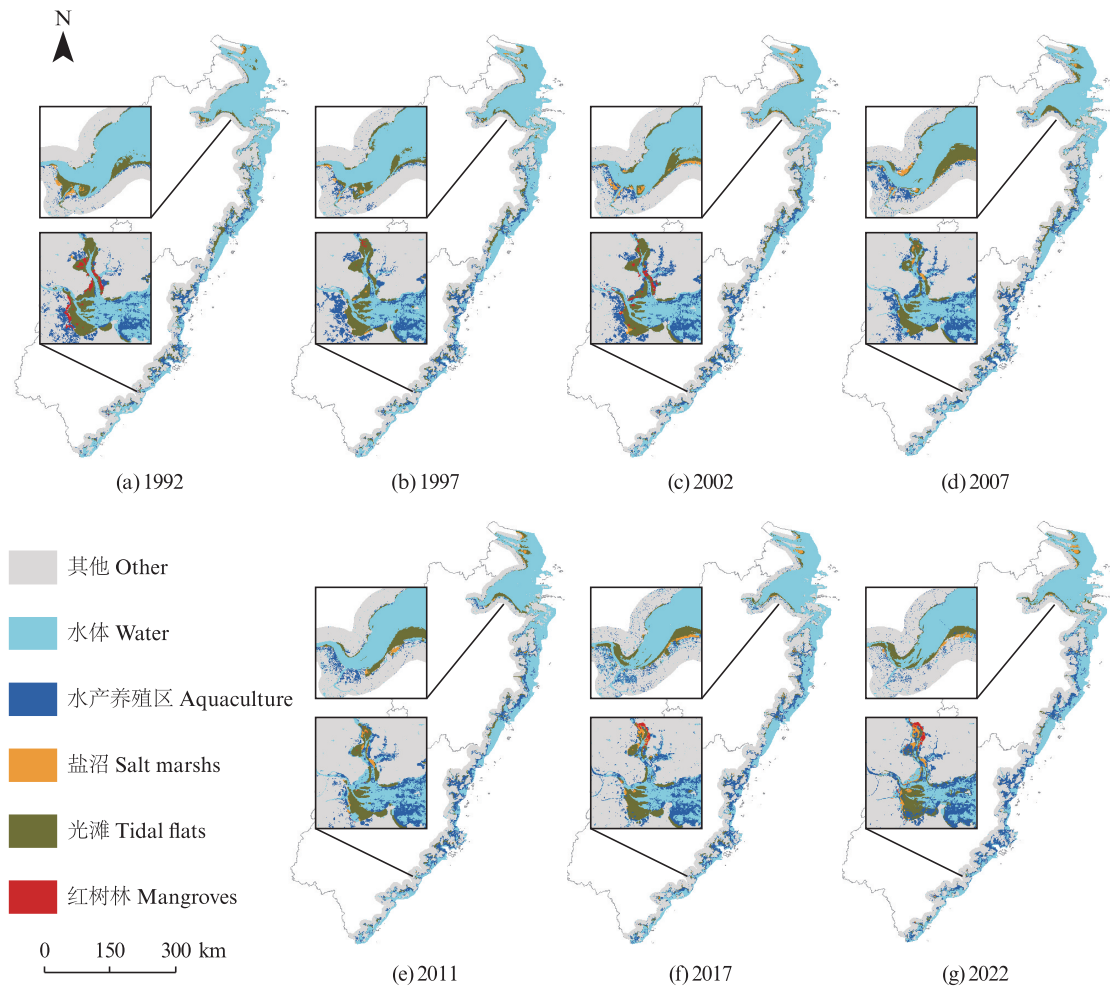 N
(a) 1992
(b) 1997
(c) 2002
(d) 2007
其他 Other
水体 Water
水产养殖区 Aquaculture
盐沼 Salt marshs
光滩 Tidal flats
红树林 Mangroves
0 150 300 km
(e) 2011
(f) 2017
(g) 2022